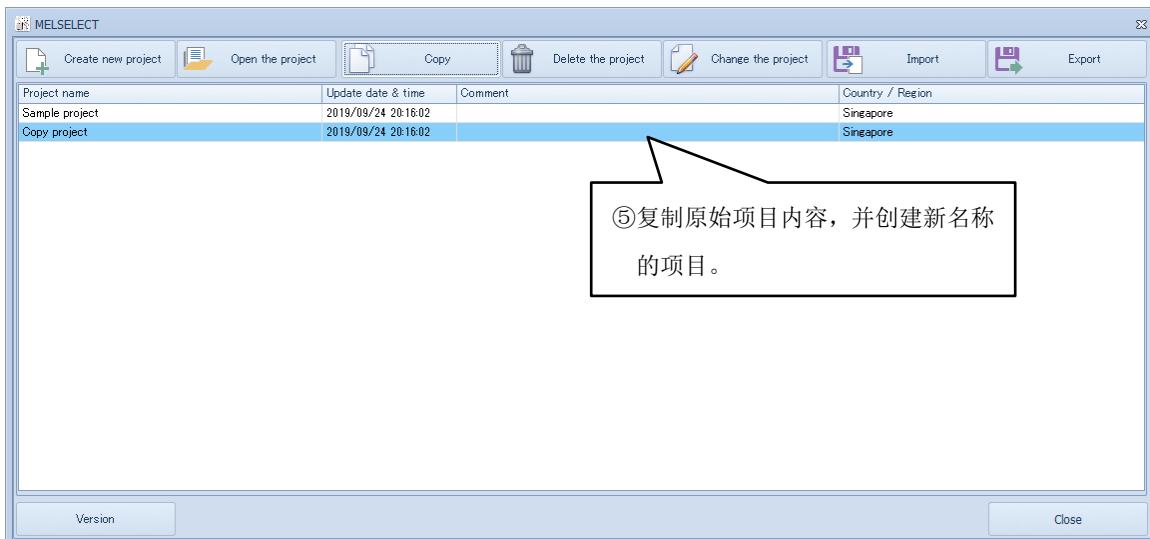 MELSELECT
Create new project Open the project Copy Delete the project Change the project Import Export
Project name Update date & time Comment Country / Region
Sample project 2019/09/24 20:16:02 Singapore
Copy project 2019/09/24 20:16:02 Singapore
⑤复制原始项目内容，并创建新名称
的项目。
Version Close